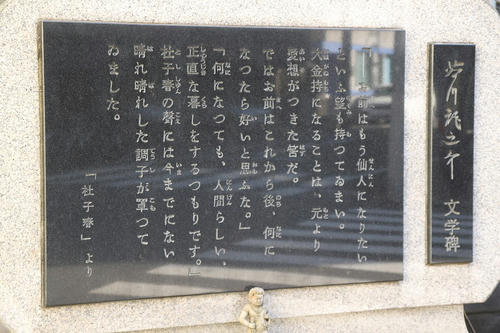 芥川龍之介 文学碑
「お前はもう仙人になりたい
といふ望も持つてゐまい。
大金持になることは、元より
愛想がつきた筈だ。
ではお前はこれから後、何に
なつたら好いと思ふな。」
「何になつても、人間らしい、
正直な暮しをするつもりです。」
杜子春の聲には今までにない
晴れ晴れした調子が罩つて
ゐました。
「杜子春」より